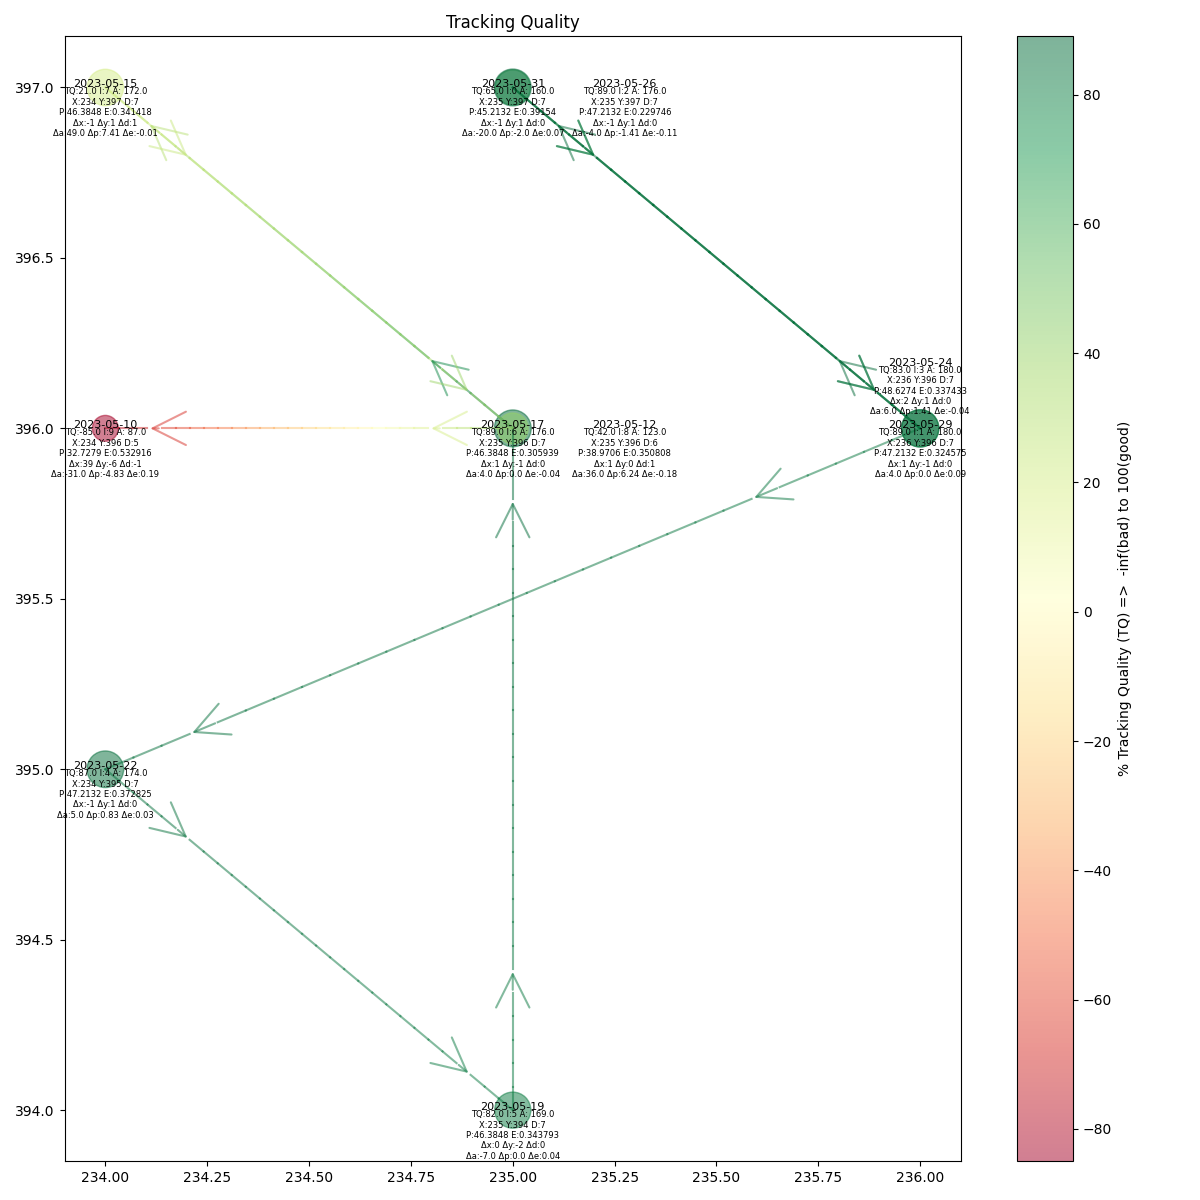 Tracking Quality
397.0
396.5
396.0
395.5
395.0
394.5
394.0
2023-05-15
TQ:21.0 I:7 A: 172.0
X:234 Y:397 D:7
P:46.3848 E:0.341418
Δx:-1 Δy:1 Δd:1
Δa:49.0 Δp:7.41 Δe:-0.01
2023-05-31
TQ:65.0 I:0 A: 160.0
X:235 Y:397 D:7
P:45.2132 E:0.39154
Δx:-1 Δy:1 Δd:0
Δa:-20.0 Δp:-2.0 Δe:0.07
2023-05-26
TQ:89.0 I:2 A: 176.0
X:235 Y:397 D:7
P:47.2132 E:0.229746
Δx:-1 Δy:1 Δd:0
Δa:-4.0 Δp:-1.41 Δe:-0.11
2023-05-24
TQ:83.0 I:3 A: 180.0
X:236 Y:396 D:7
P:48.6274 E:0.337433
Δx:2 Δy:1 Δd:0
Δa:6.0 Δp:1.41 Δe:-0.04
2023-05-10
TQ:-85.0 I:9 A: 87.0
X:234 Y:396 D:5
P:32.7279 E:0.532916
Δx:39 Δy:-6 Δd:-1
Δa:-31.0 Δp:-4.83 Δe:0.19
2023-05-17
TQ:89.0 I:6 A: 176.0
X:235 Y:396 D:7
P:46.3848 E:0.305939
Δx:1 Δy:-1 Δd:0
Δa:4.0 Δp:0.0 Δe:-0.04
2023-05-12
TQ:42.0 I:8 A: 123.0
X:235 Y:396 D:6
P:38.9706 E:0.350808
Δx:1 Δy:0 Δd:1
Δa:36.0 Δp:6.24 Δe:-0.18
2023-05-29
TQ:89.0 I:1 A: 180.0
X:236 Y:396 D:7
P:47.2132 E:0.324575
Δx:1 Δy:-1 Δd:0
Δa:4.0 Δp:0.0 Δe:0.09
2023-05-22
TQ:87.0 I:4 A: 174.0
X:234 Y:395 D:7
P:47.2132 E:0.372825
Δx:-1 Δy:1 Δd:0
Δa:5.0 Δp:0.83 Δe:0.03
2023-05-19
TQ:82.0 I:5 A: 169.0
X:235 Y:394 D:7
P:46.3848 E:0.343793
Δx:0 Δy:-2 Δd:0
Δa:-7.0 Δp:0.0 Δe:0.04
234.00 234.25 234.50 234.75 235.00 235.25 235.50 235.75 236.00
80
60
40
20
0
−20
−40
−60
−80
% Tracking Quality (TQ) => -inf(bad) to 100(good)